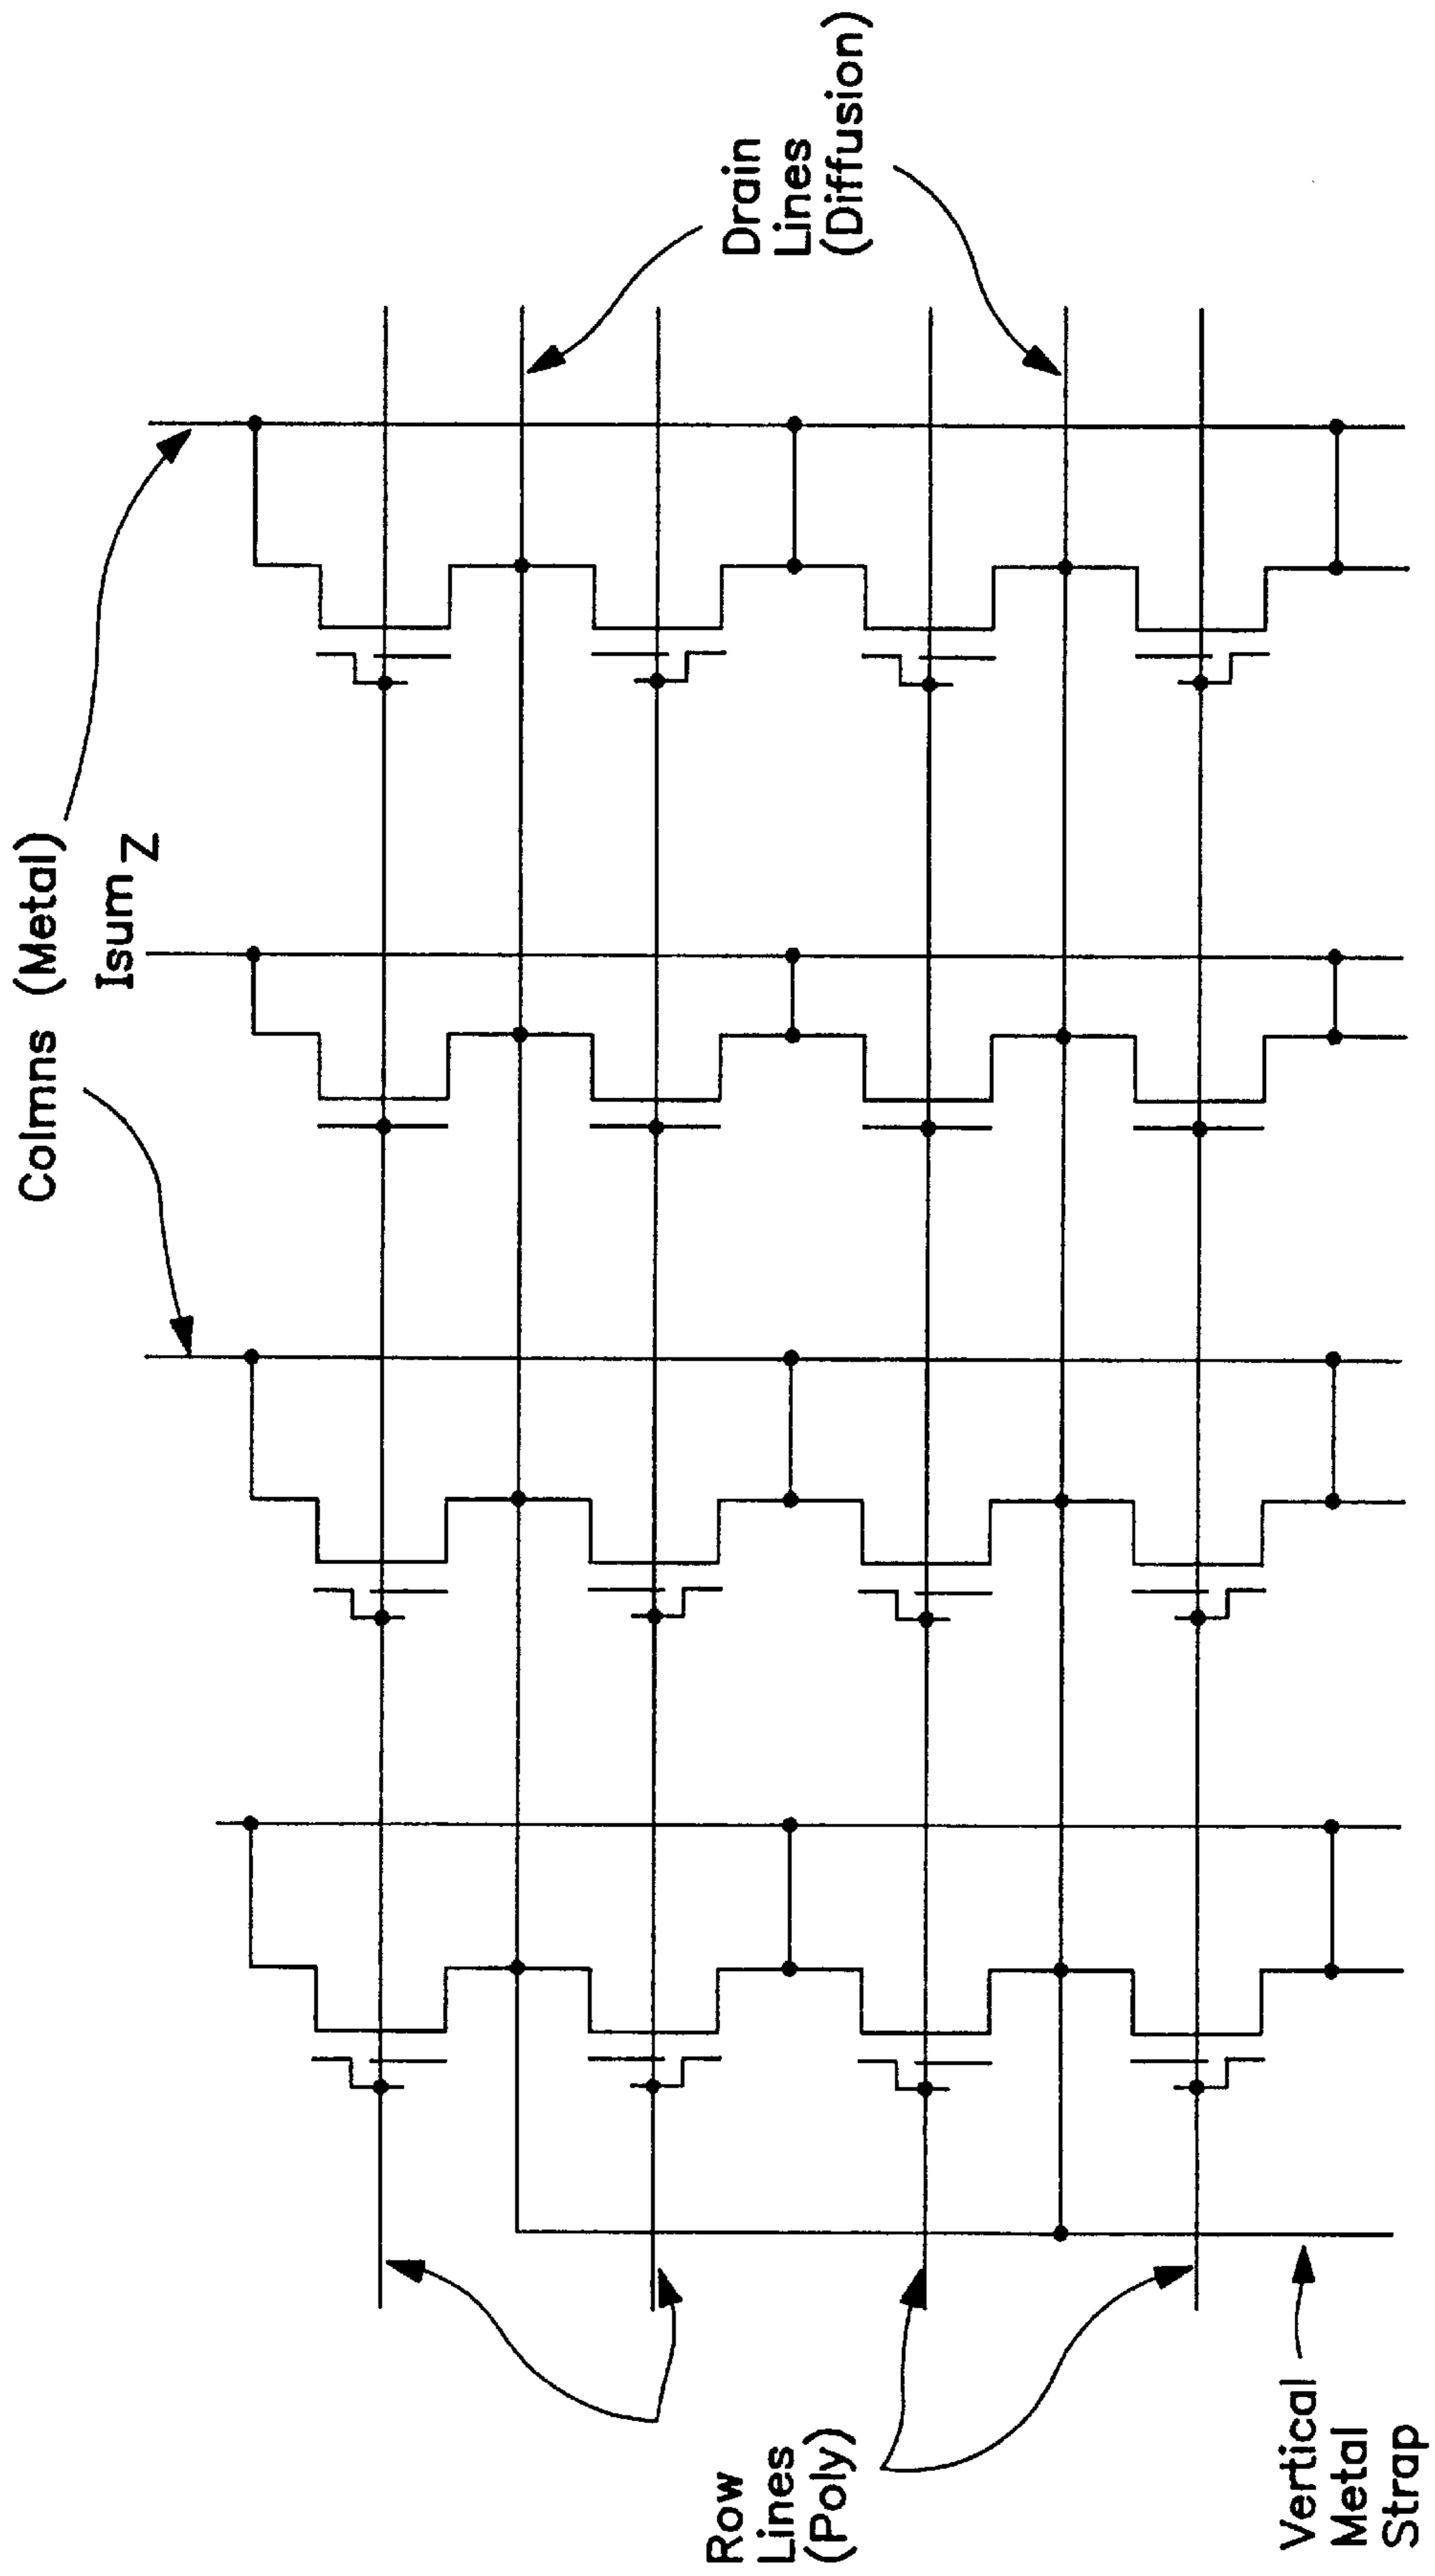 Colmns (Metal)
Isum Z
Drain
Lines
(Diffusion)
Row
Lines
(Poly)
Vertical
Metal
Strap